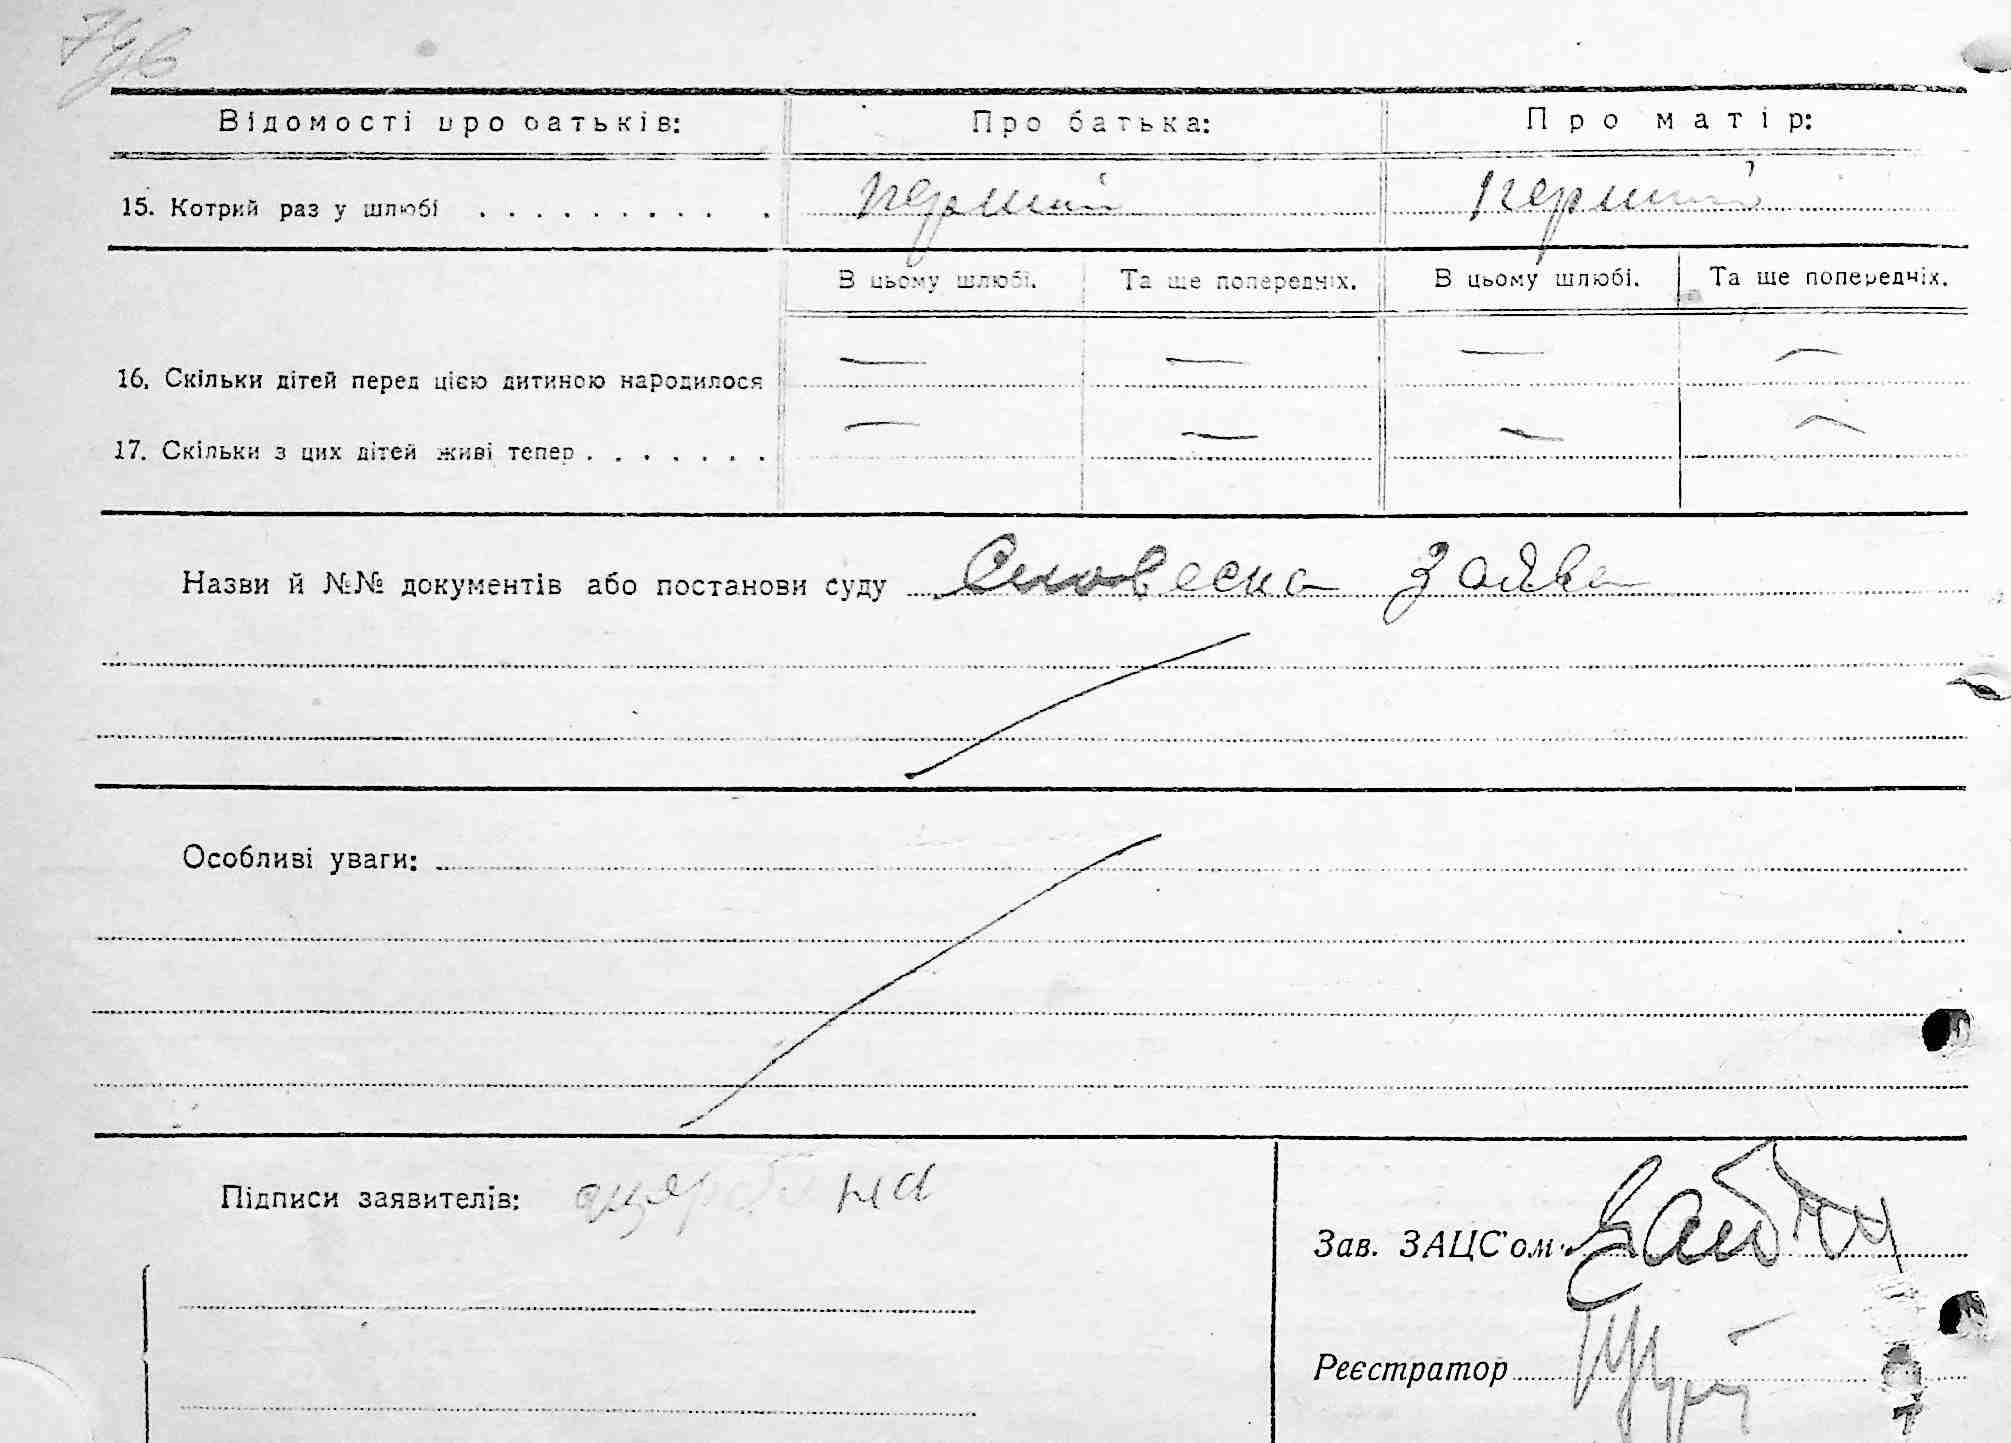 Відомості про батьків: Про батька: Про матір:
15. Котрий раз у шлюбі . . . . . . . . . . перший перший
В цьому шлюбі. Та ще попередніх. В цьому шлюбі. Та ще попередніх.
16. Скільки дітей перед цією дитиною народилося — — — —
17. Скільки з цих дітей живі тепер . . . . . . . — — — —
Назви й №№ документів або постанови суду Словесна заява
Особливі уваги:
Підписи заявителів:
Зав. ЗАЦС'ом
Реєстратор